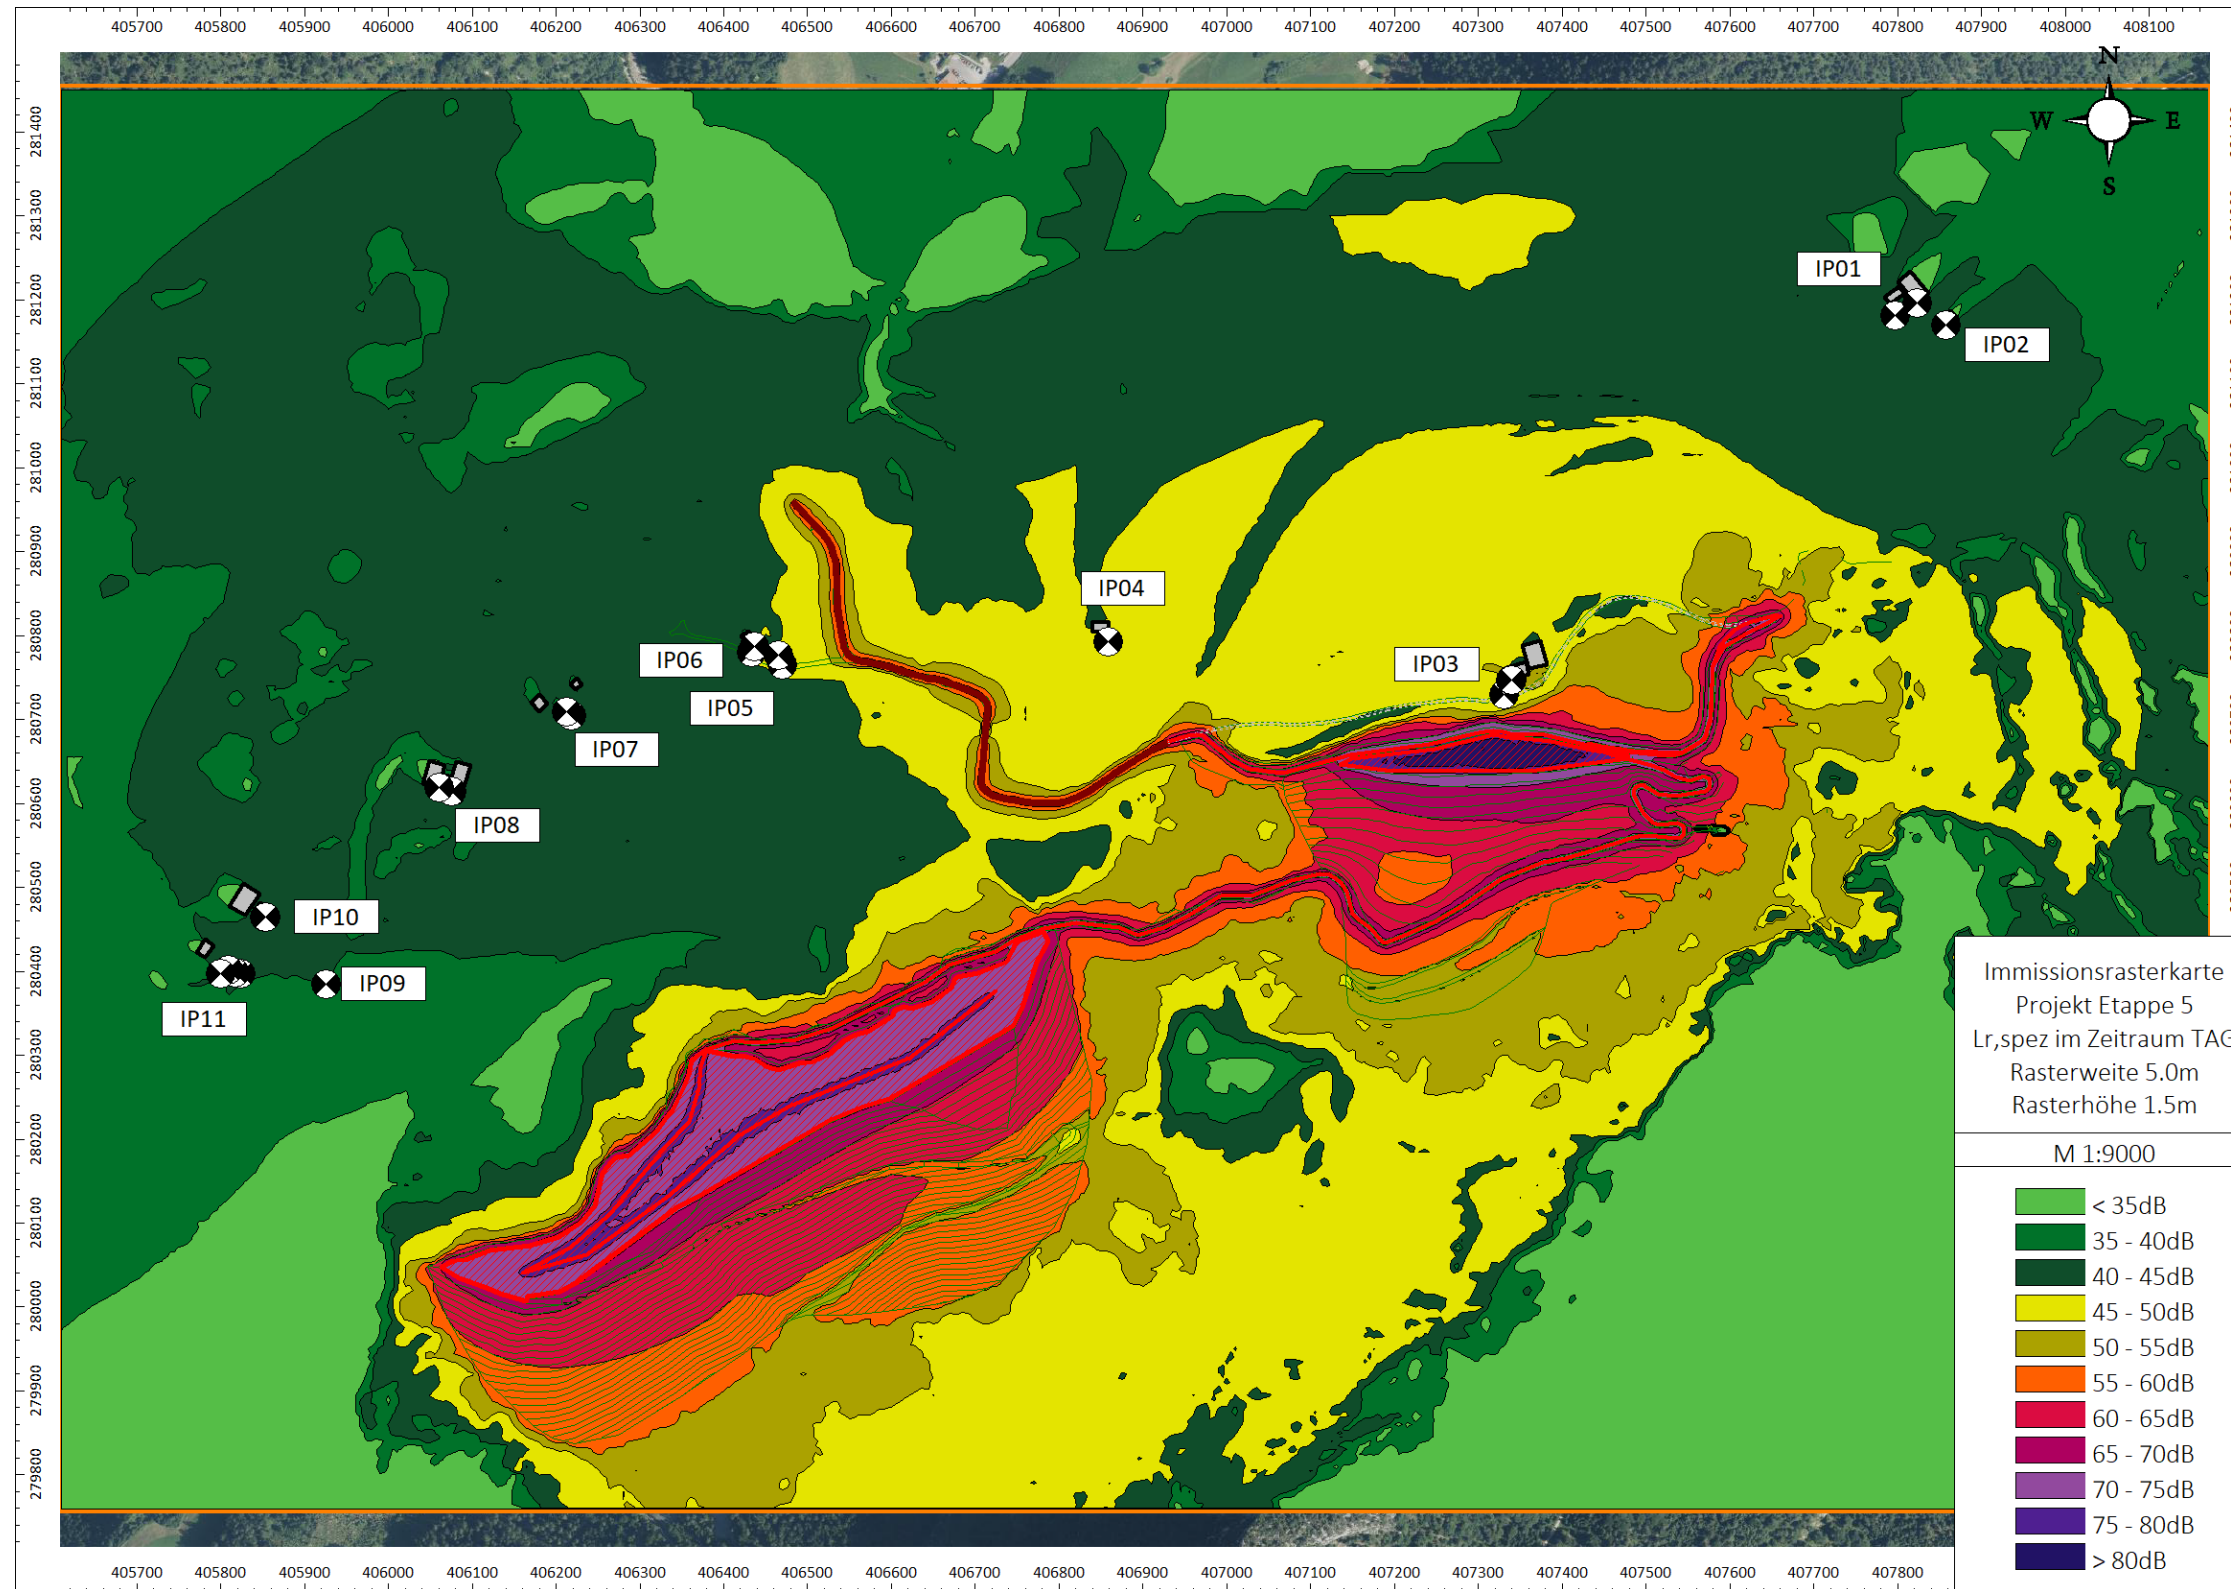 405700 405800 405900 406000 406100 406200 406300 406400 406500 406600 406700 406800 406900 407000 407100 407200 407300 407400 407500 407600 407700 407800 407900 408000 408100
N
W E
S
281400
281300
281200
281100
281000
280900
280800
280700
280600
280500
280400
280300
280200
280100
280000
279900
279800
IP01
IP02
IP04
IP03
IP06
IP05
IP07
IP08
IP10
IP09
IP11
Immissionsrasterkarte
Projekt Etappe 5
Lr,spez im Zeitraum TAG
Rasterweite 5.0m
Rasterhöhe 1.5m
M 1:9000
< 35dB
35 - 40dB
40 - 45dB
45 - 50dB
50 - 55dB
55 - 60dB
60 - 65dB
65 - 70dB
70 - 75dB
75 - 80dB
> 80dB
405700 405800 405900 406000 406100 406200 406300 406400 406500 406600 406700 406800 406900 407000 407100 407200 407300 407400 407500 407600 407700 407800